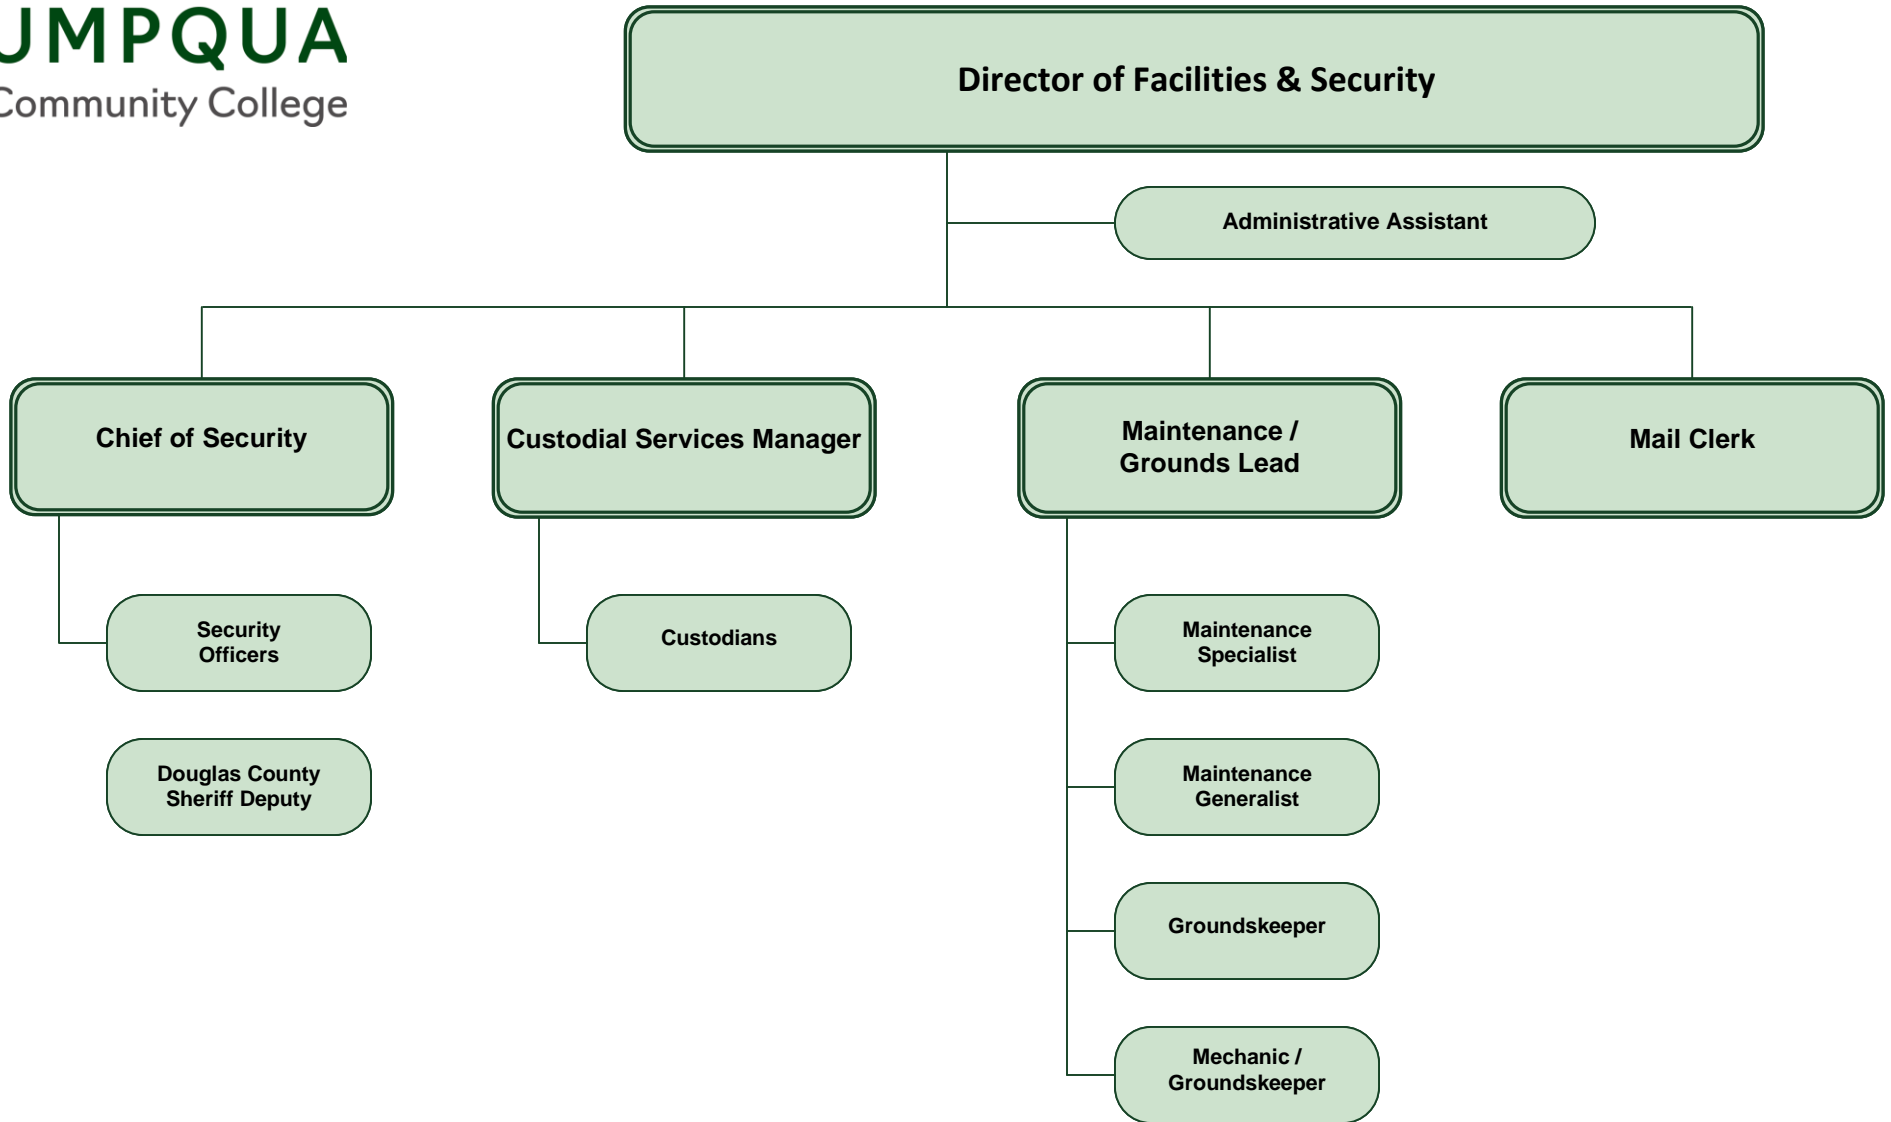 UMPQUA
Community College
Director of Facilities & Security
Administrative Assistant
Chief of Security
Custodial Services Manager
Maintenance /
Grounds Lead
Mail Clerk
Security
Officers
Custodians
Maintenance
Specialist
Douglas County
Sheriff Deputy
Maintenance
Generalist
Groundskeeper
Mechanic /
Groundskeeper